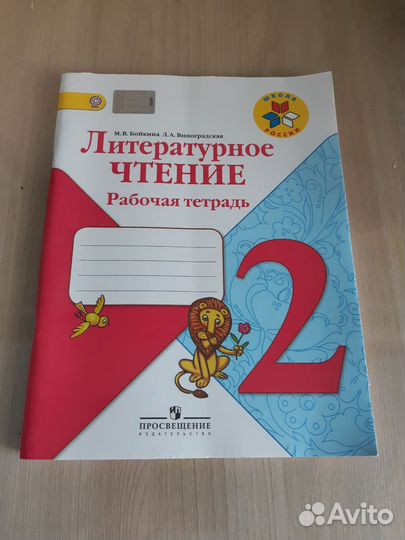 М.В. Бойкина Л.А. Виноградская
ШКОЛА
РОССИИ
Литературное
ЧТЕНИЕ
Рабочая тетрадь
2
ПРОСВЕЩЕНИЕ
ИЗДАТЕЛЬСТВО
Avito